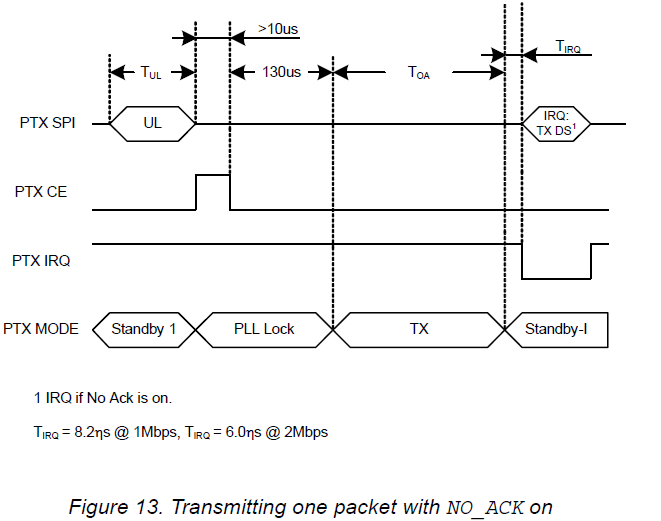 >10us
TIRQ
TUL
130us
TOA
PTX SPI
UL
IRQ:
TX DS1
PTX CE
PTX IRQ
PTX MODE
Standby 1
PLL Lock
TX
Standby-I
1 IRQ if No Ack is on.
TIRQ = 8.2ηs @ 1Mbps, TIRQ = 6.0ηs @ 2Mbps
Figure 13. Transmitting one packet with NO_ACK on